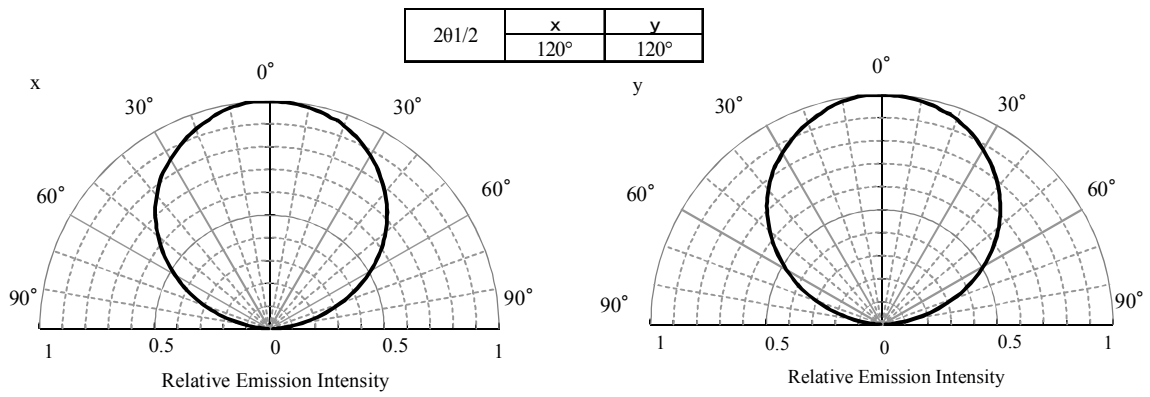 2θ1/2 x y
120° 120°
x
0°
30° 30°
60° 60°
90° 90°
1 0.5 0 0.5 1
Relative Emission Intensity
y
0°
30° 30°
60° 60°
90° 90°
1 0.5 0 0.5 1
Relative Emission Intensity